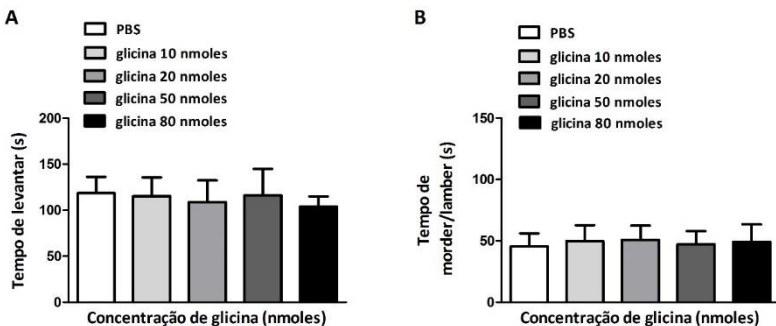 A
PBS
glicina 10 nmoles
glicina 20 nmoles
glicina 50 nmoles
glicina 80 nmoles
Tempo de levantar (s)
200
150
100
50
0
Concentração de glicina (nmoles)
B
PBS
glicina 10 nmoles
glicina 20 nmoles
glicina 50 nmoles
glicina 80 nmoles
Tempo de
morder/lamber (s)
150
100
50
0
Concentração de glicina (nmoles)